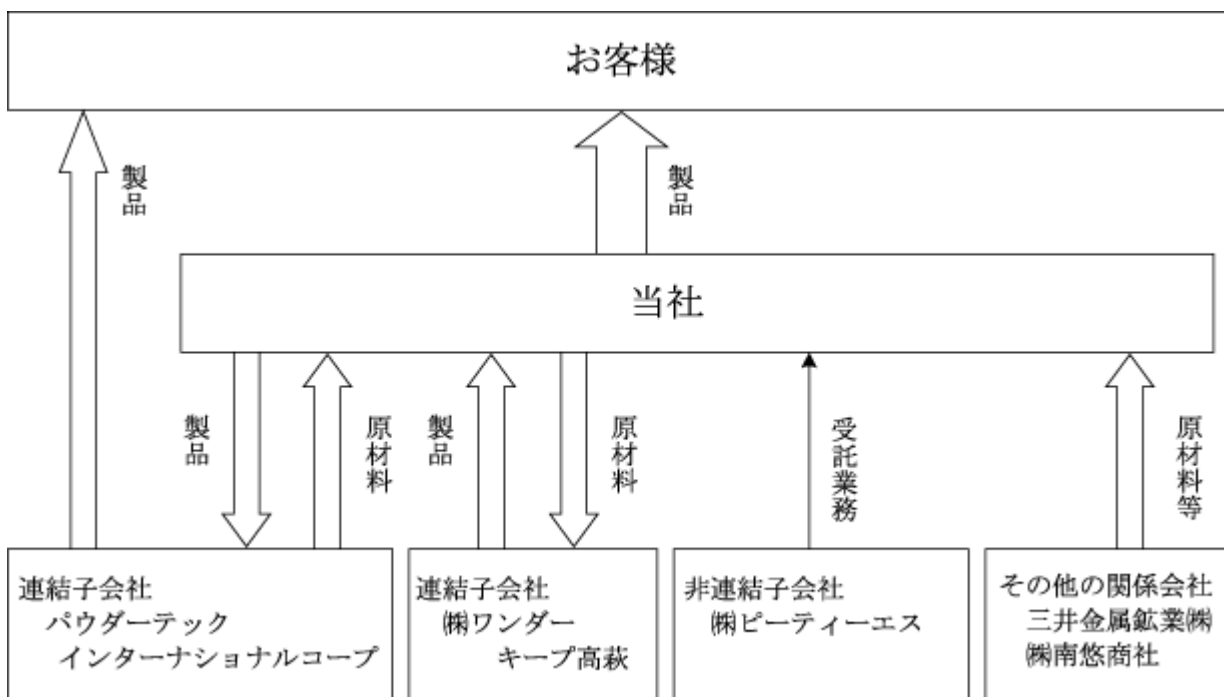 お客様
製品
製品
当社
製品
原材料
製品
原材料
受託業務
原材料等
連結子会社
パウダーテック
インターナショナルコープ
連結子会社
㈱ワンダー
キープ高萩
非連結子会社
㈱ピーティーエス
その他の関係会社
三井金属鉱業㈱
㈱南悠商社